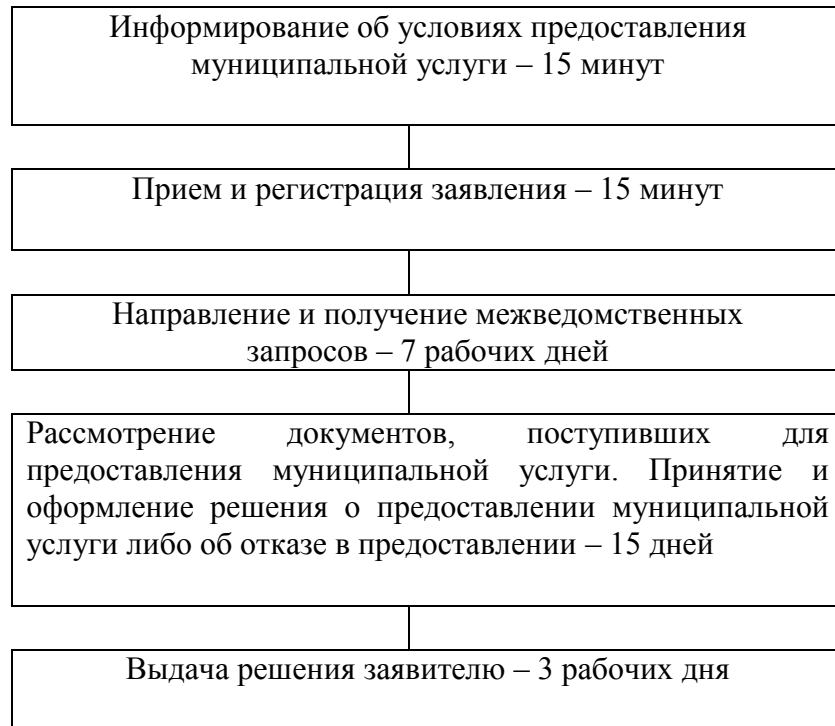 Информирование об условиях предоставления
муниципальной услуги – 15 минут
Прием и регистрация заявления – 15 минут
Направление и получение межведомственных
запросов – 7 рабочих дней
Рассмотрение документов, поступивших для
предоставления муниципальной услуги. Принятие и
оформление решения о предоставлении муниципальной
услуги либо об отказе в предоставлении – 15 дней
Выдача решения заявителю – 3 рабочих дня